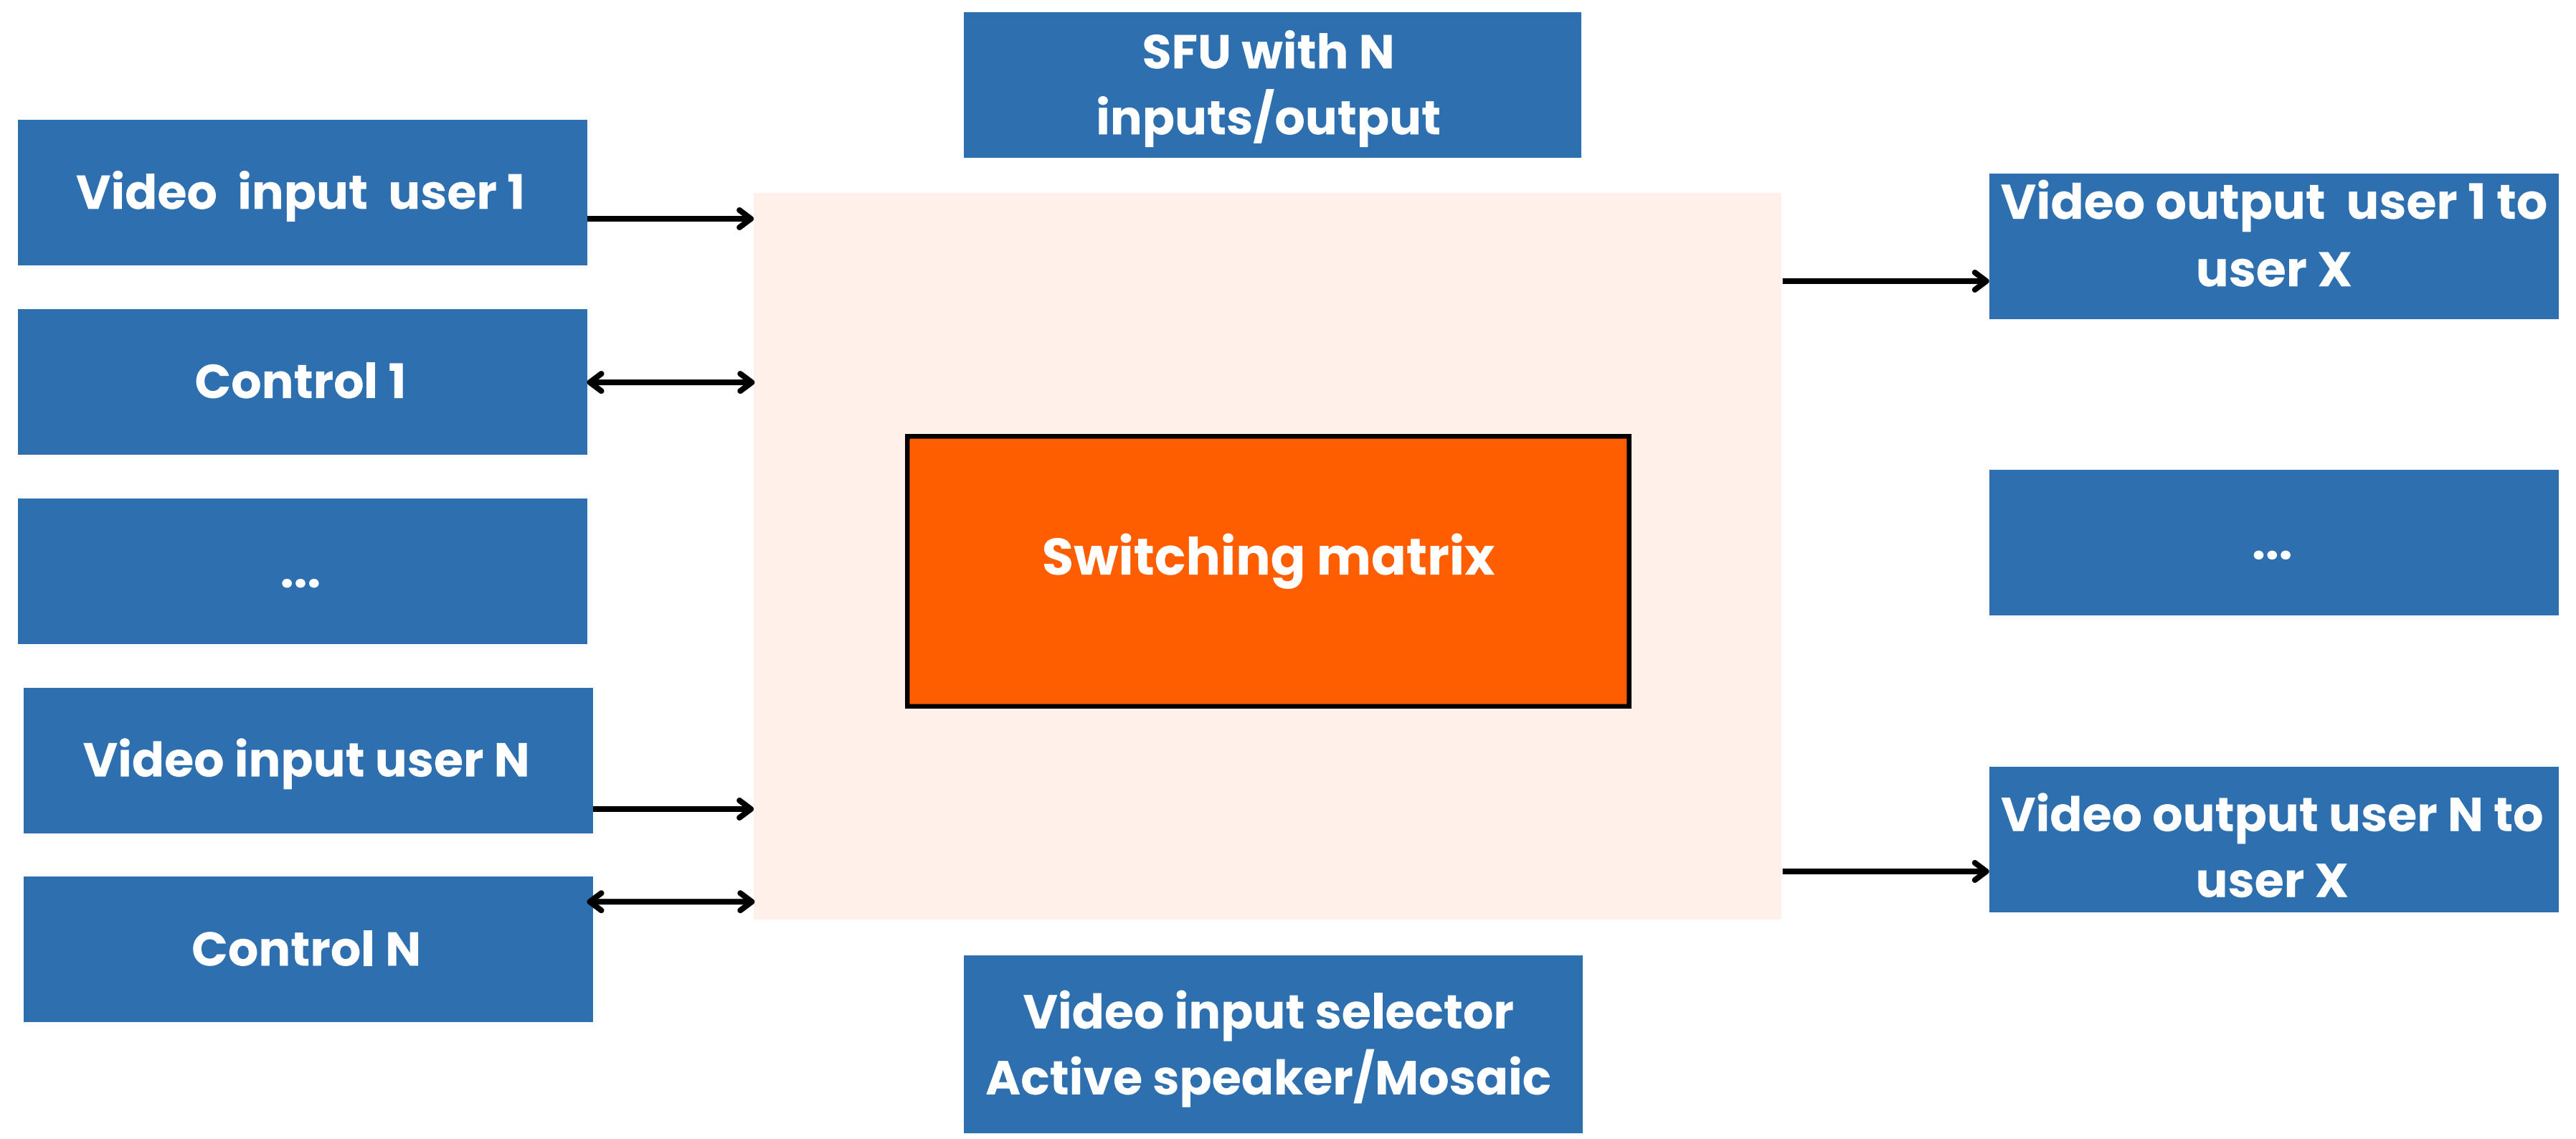 SFU with N
inputs/output
Video input user 1
Control 1
...
Video input user N
Control N
Switching matrix
Video output user 1 to
user X
...
Video output user N to
user X
Video input selector
Active speaker/Mosaic